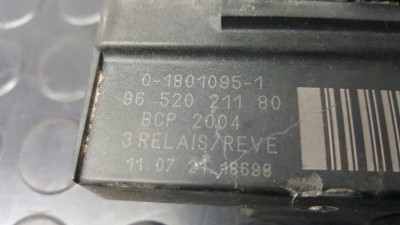 0-1801095-1
96 520 211 80
BCP 2004
3 RELAIS/REVE
11 07 21 18698